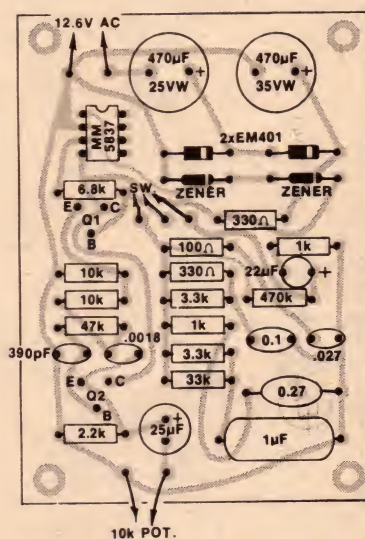 12.6V AC
470µF
25VW
+
470µF
35VW
+
MM
5837
2xEM401
ZENER
ZENER
6.8k
SW.
E
C
Q1
B
330Ω
100Ω
1k
10k
330Ω
22µF
+
10k
3.3k
470k
47k
1k
0.1
.027
390pF
.0018
3.3k
E
C
Q2
B
33k
0.27
2.2k
25µF
+
1µF
10k POT.